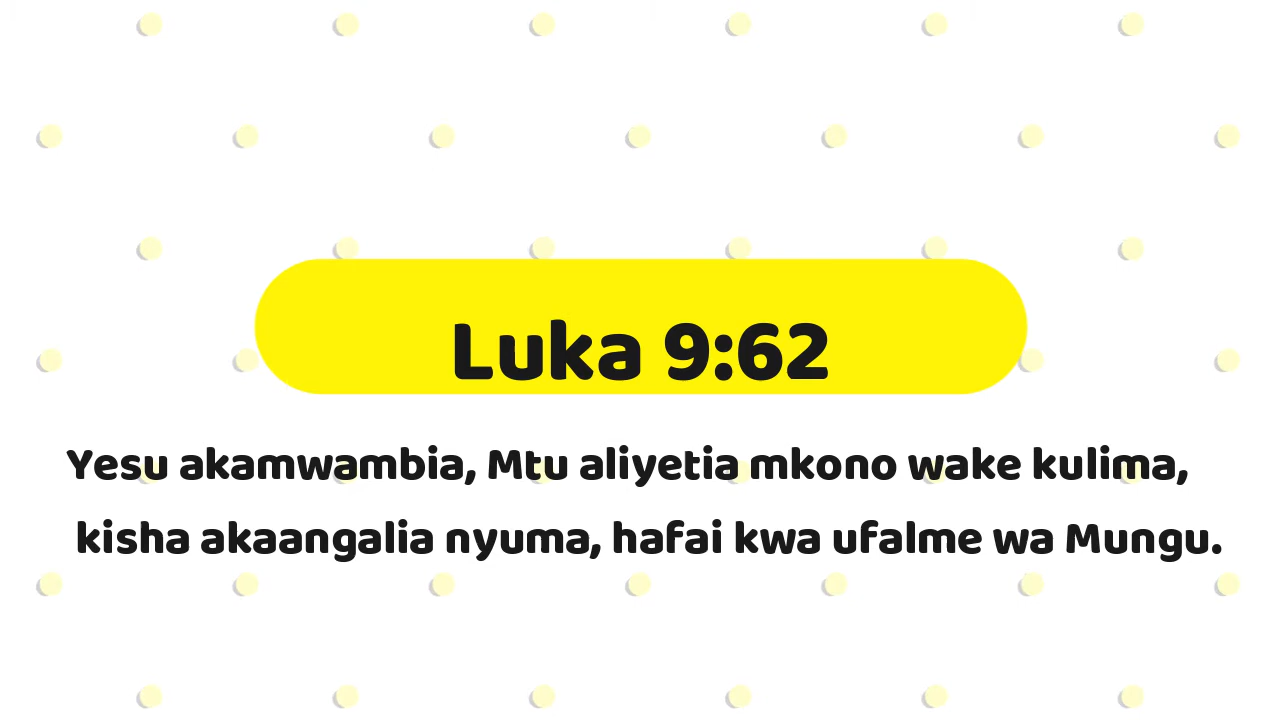 Luka 9:62
Yesu akamwambia, Mtu aliyetia mkono wake kulima,
kisha akaangalia nyuma, hafai kwa ufalme wa Mungu.